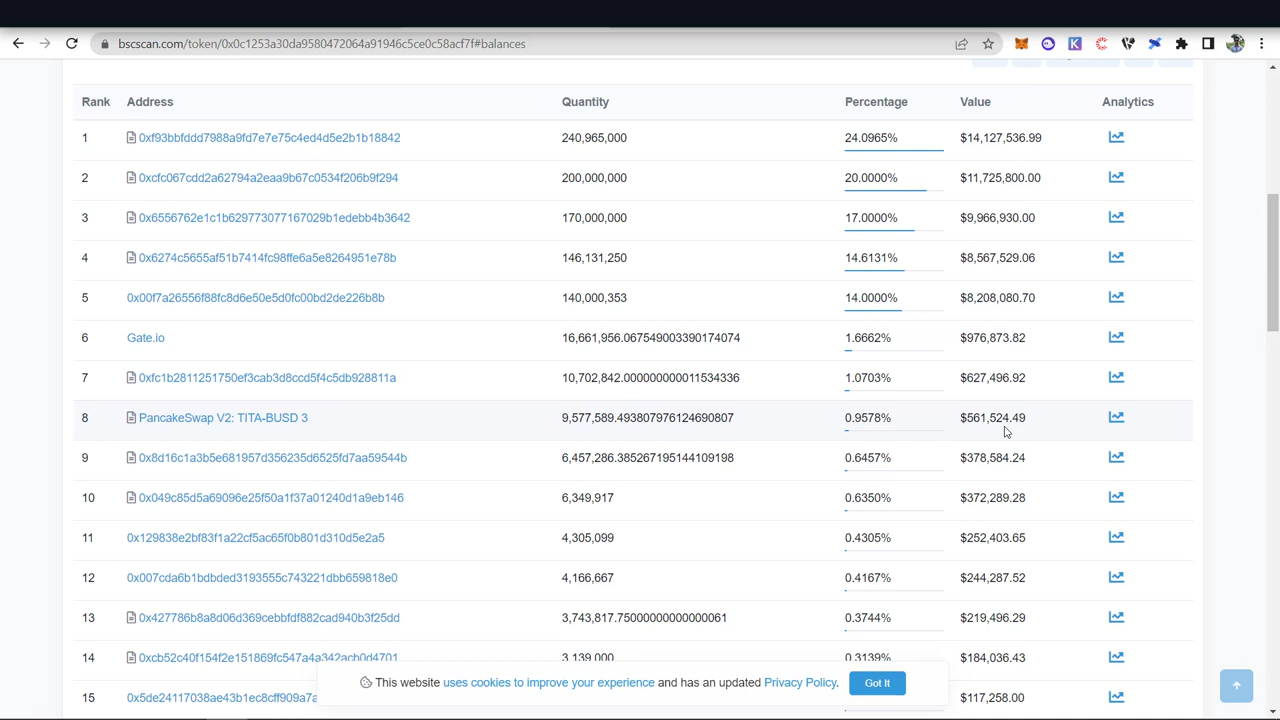 bscscan.com/token/0x0c1253a30da9580472064a91946c5ce0c58acf7f#balances
Rank Address Quantity Percentage Value Analytics
1 0xf93bbfddd7988a9fd7e7e75c4ed4d5e2b1b18842 240,965,000 24.0965% $14,127,536.99
2 0xcfc067cdd2a62794a2eaa9b67c0534f206b9f294 200,000,000 20.0000% $11,725,800.00
3 0x6556762e1c1b629773077167029b1edebb4b3642 170,000,000 17.0000% $9,966,930.00
4 0x6274c5655af51b7414fc98ffe6a5e8264951e78b 146,131,250 14.6131% $8,567,529.06
5 0x00f7a26556f88fc8d6e50e5d0fc00bd2de226b8b 140,000,353 14.0000% $8,208,080.70
6 Gate.io 16,661,956.067549003390174074 1.6662% $976,873.82
7 0xfc1b2811251750ef3cab3d8ccd5f4c5db928811a 10,702,842.000000000011534336 1.0703% $627,496.92
8 PancakeSwap V2: TITA-BUSD 3 9,577,589.493807976124690807 0.9578% $561,524.49
9 0x8d16c1a3b5e681957d356235d6525fd7aa59544b 6,457,286.385267195144109198 0.6457% $378,584.24
10 0x049c85d5a69096e25f50a1f37a01240d1a9eb146 6,349,917 0.6350% $372,289.28
11 0x129838e2bf83f1a22cf5ac65f0b801d310d5e2a5 4,305,099 0.4305% $252,403.65
12 0x007cda6b1bdbded3193555c743221dbb659818e0 4,166,667 0.4167% $244,287.52
13 0x427786b8a8d06d369cebbfdf882cad940b3f25dd 3,743,817.75000000000000061 0.3744% $219,496.29
14 0xcb52c40f154f2e151869fc547a4a342acb0d4701 3,139,000 0.3139% $184,036.43
15 0x5de24117038ae43b1ec8cff909a7a $117,258.00
This website uses cookies to improve your experience and has an updated Privacy Policy. Got It